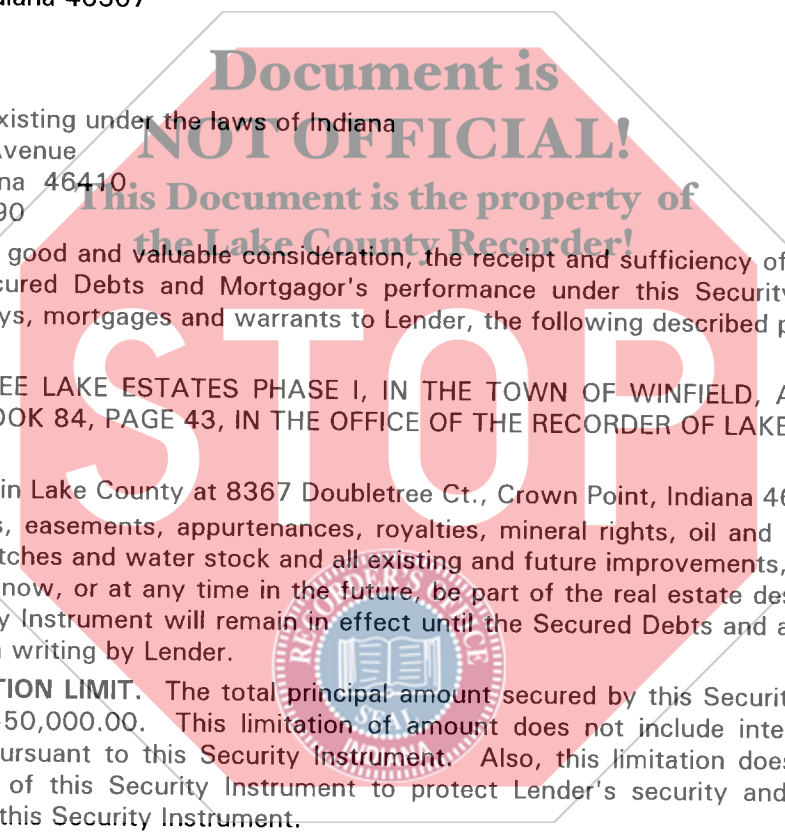 Indiana 46307
Document is
NOT OFFICIAL!
This Document is the property of
the Lake County Recorder!
STOP
xisting under the laws of Indiana
Avenue
na 46410
90
good and valuable consideration, the receipt and sufficiency of
cured Debts and Mortgagor's performance under this Security
ys, mortgages and warrants to Lender, the following described p
EE LAKE ESTATES PHASE I, IN THE TOWN OF WINFIELD, A
OOK 84, PAGE 43, IN THE OFFICE OF THE RECORDER OF LAKE
in Lake County at 8367 Doubletree Ct., Crown Point, Indiana 46
s, easements, appurtenances, royalties, mineral rights, oil and
tches and water stock and all existing and future improvements,
now, or at any time in the future, be part of the real estate des
y Instrument will remain in effect until the Secured Debts and a
writing by Lender.
TION LIMIT. The total principal amount secured by this Securit
50,000.00. This limitation of amount does not include inte
ursuant to this Security Instrument. Also, this limitation does
of this Security Instrument to protect Lender's security and
this Security Instrument.
RECORDER'S OFFICE
SEAL
INDIANA